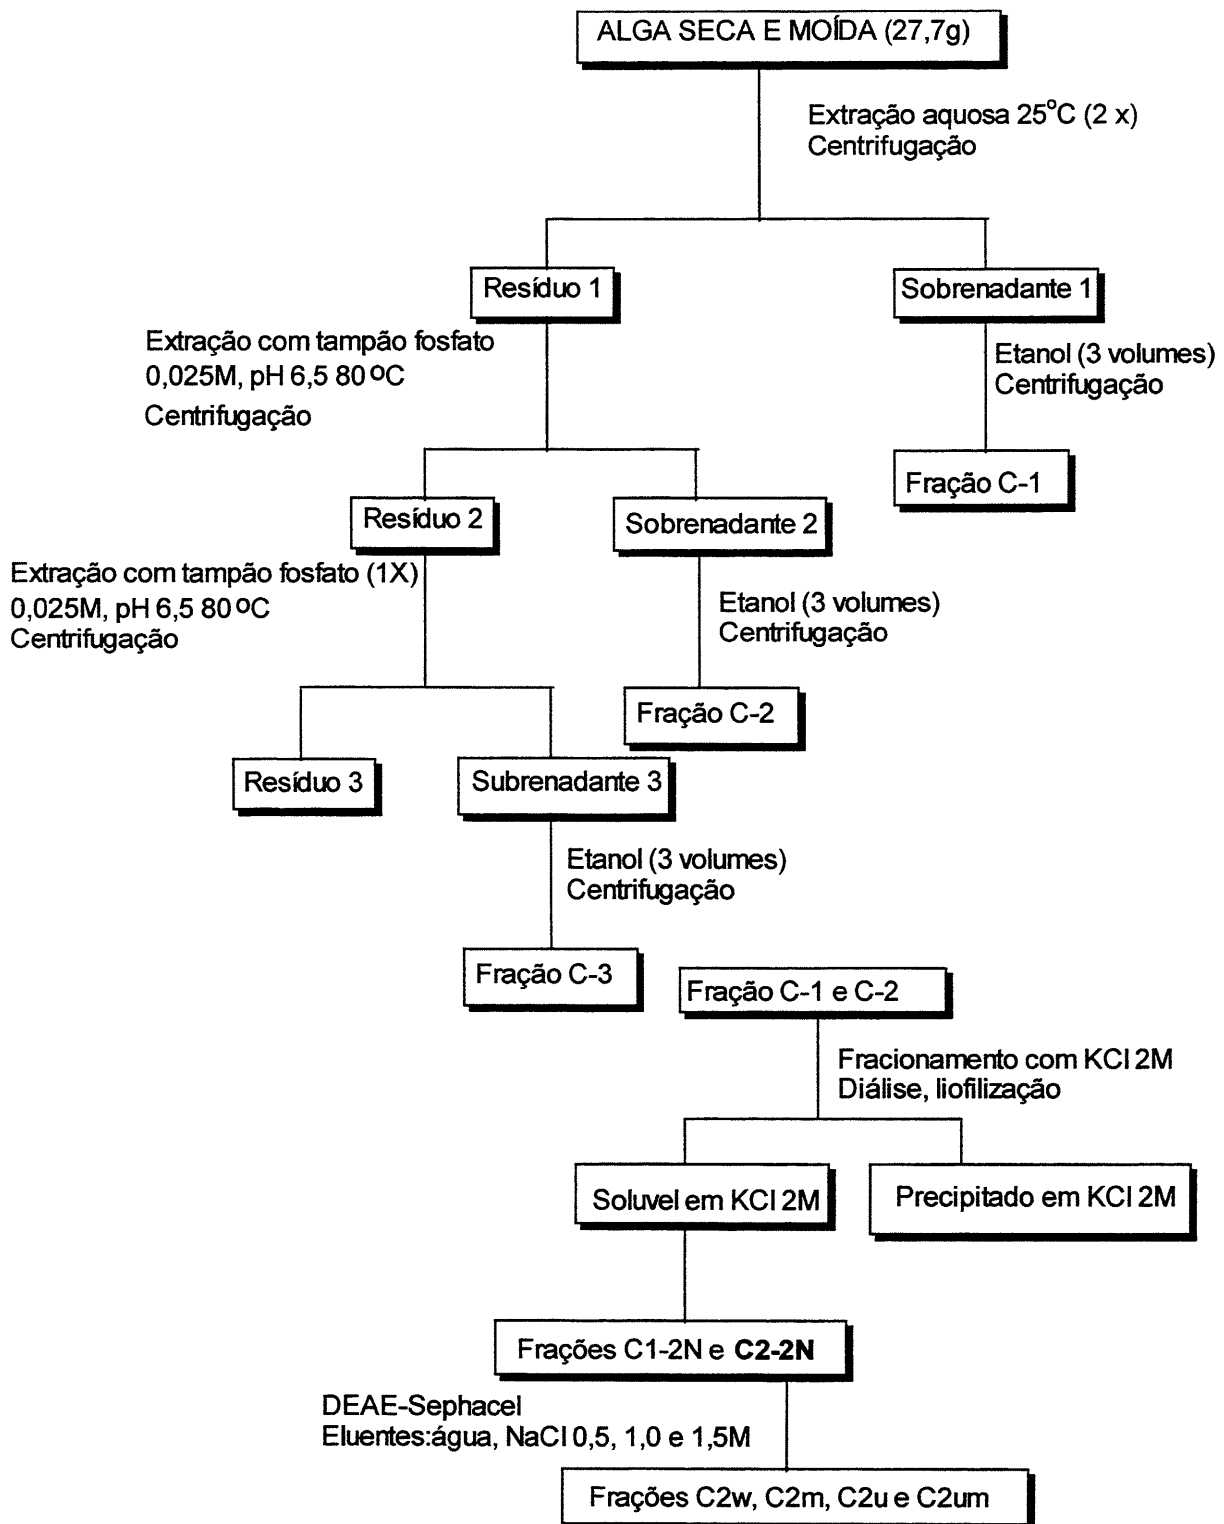 ALGA SECA E MOÍDA (27,7g)
Extração aquosa 25°C (2 x)
Centrifugação
Resíduo 1
Sobrenadante 1
Extração com tampão fosfato
0,025M, pH 6,5 80 ºC
Centrifugação
Etanol (3 volumes)
Centrifugação
Fração C-1
Resíduo 2
Sobrenadante 2
Extração com tampão fosfato (1X)
0,025M, pH 6,5 80 ºC
Centrifugação
Etanol (3 volumes)
Centrifugação
Fração C-2
Resíduo 3
Subrenadante 3
Etanol (3 volumes)
Centrifugação
Fração C-3
Fração C-1 e C-2
Fracionamento com KCl 2M
Diálise, liofilização
Soluvel em KCl 2M
Precipitado em KCl 2M
Frações C1-2N e C2-2N
DEAE-Sephacel
Eluentes:água, NaCl 0,5, 1,0 e 1,5M
Frações C2w, C2m, C2u e C2um